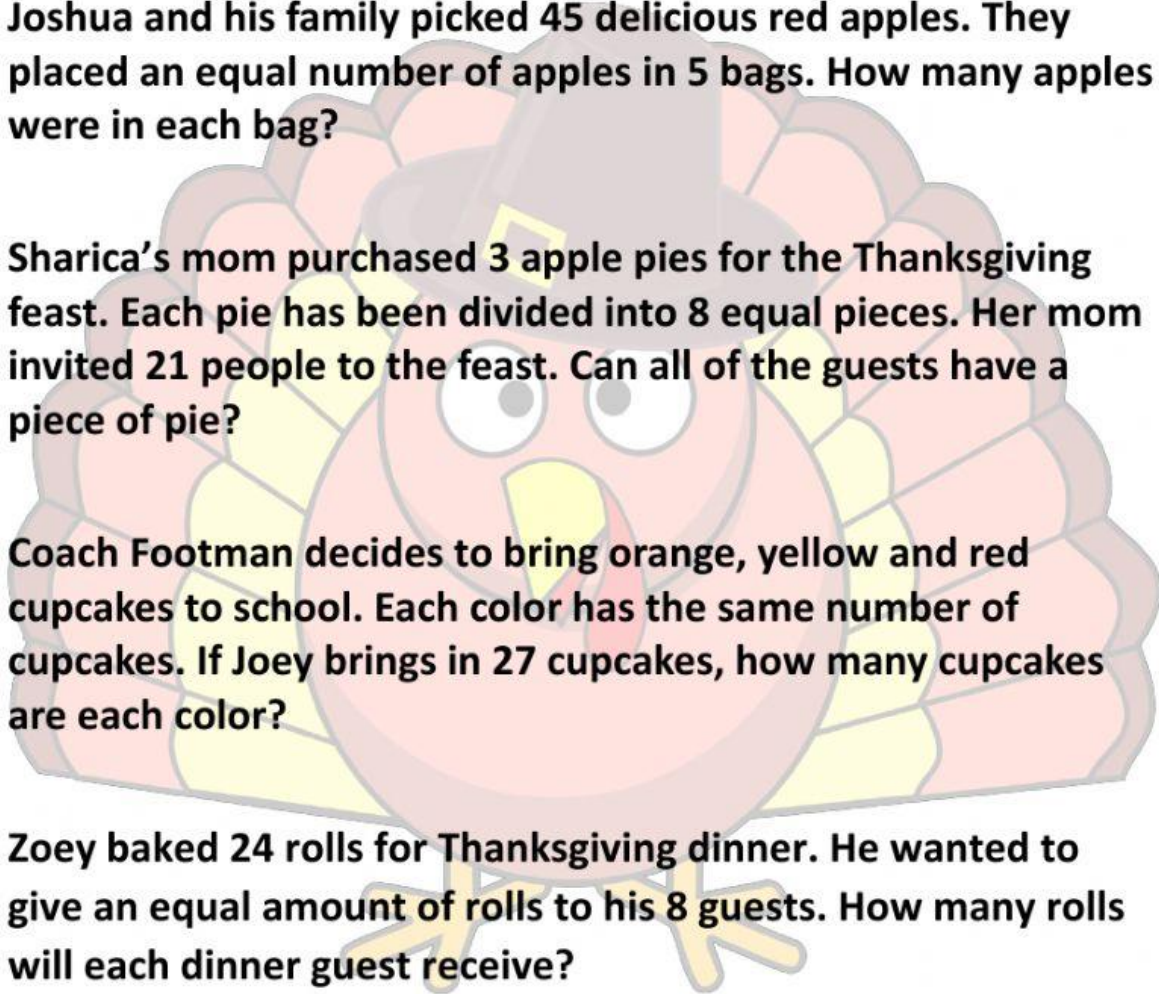 Joshua and his family picked 45 delicious red apples. They
placed an equal number of apples in 5 bags. How many apples
were in each bag?
Sharica’s mom purchased 3 apple pies for the Thanksgiving
feast. Each pie has been divided into 8 equal pieces. Her mom
invited 21 people to the feast. Can all of the guests have a
piece of pie?
Coach Footman decides to bring orange, yellow and red
cupcakes to school. Each color has the same number of
cupcakes. If Joey brings in 27 cupcakes, how many cupcakes
are each color?
Zoey baked 24 rolls for Thanksgiving dinner. He wanted to
give an equal amount of rolls to his 8 guests. How many rolls
will each dinner guest receive?